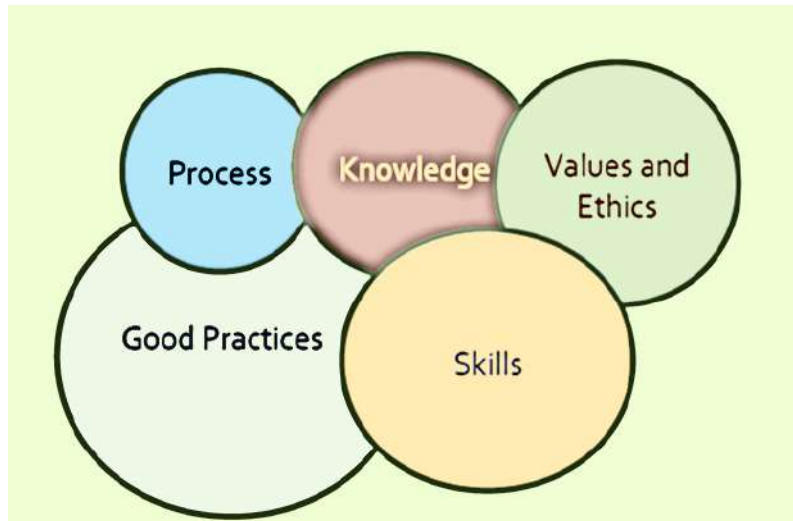 Process
Knowledge
Values and
Ethics
Good Practices
Skills